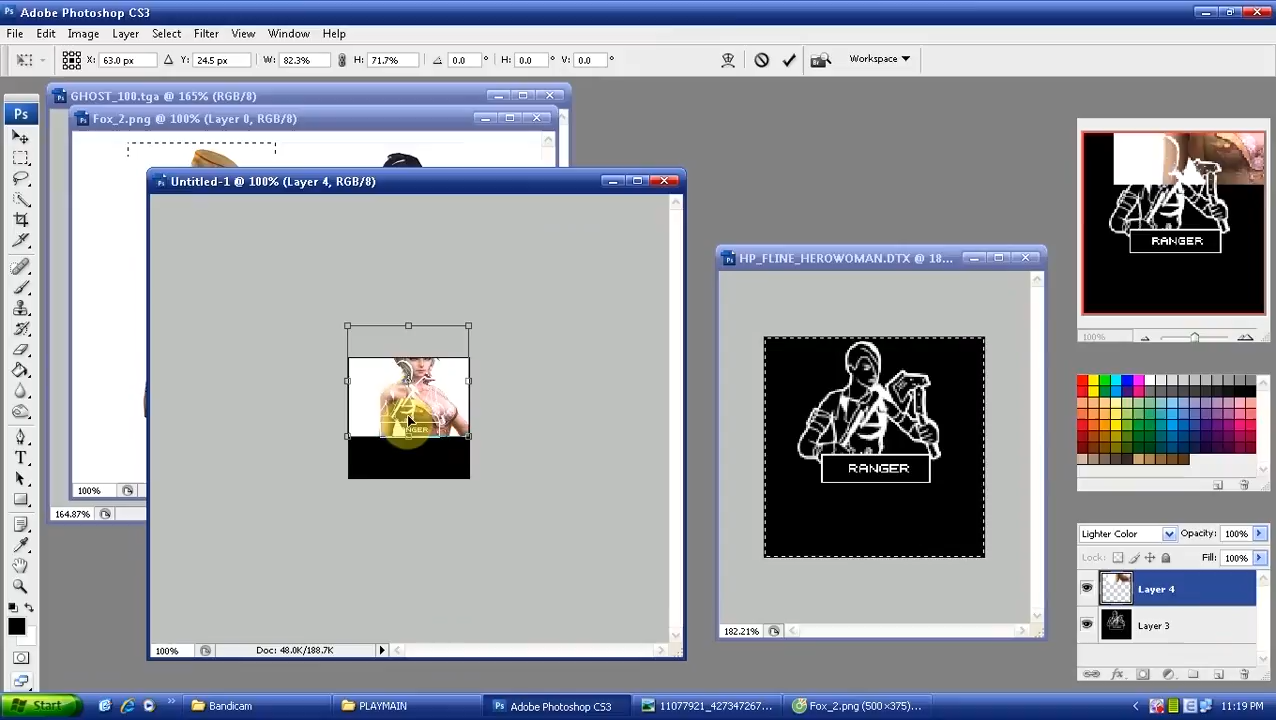 Adobe Photoshop CS3
File Edit Image Layer Select Filter View Window Help
X: 63.0 px Y: 24.5 px W: 82.3% H: 71.7% 0.0 ° H: 0.0 ° V: 0.0 ° Workspace
GHOST_100.tga @ 165% (RGB/8)
Fox_2.png @ 100% (Layer 0, RGB/8)
Untitled-1 @ 100% (Layer 4, RGB/8)
HP_FLINE_HEROWOMAN.DTX @ 18...
RANGER
RANGER
100%
Lighter Color Opacity: 100%
Lock: Fill: 100%
Layer 4
Layer 3
100%
164.87%
182.21%
100% Doc: 48.0K/188.7K
Start Bandicam PLAYMAIN Adobe Photoshop CS3 11077921_427347267... Fox_2.png (500×375)... 11:19 PM